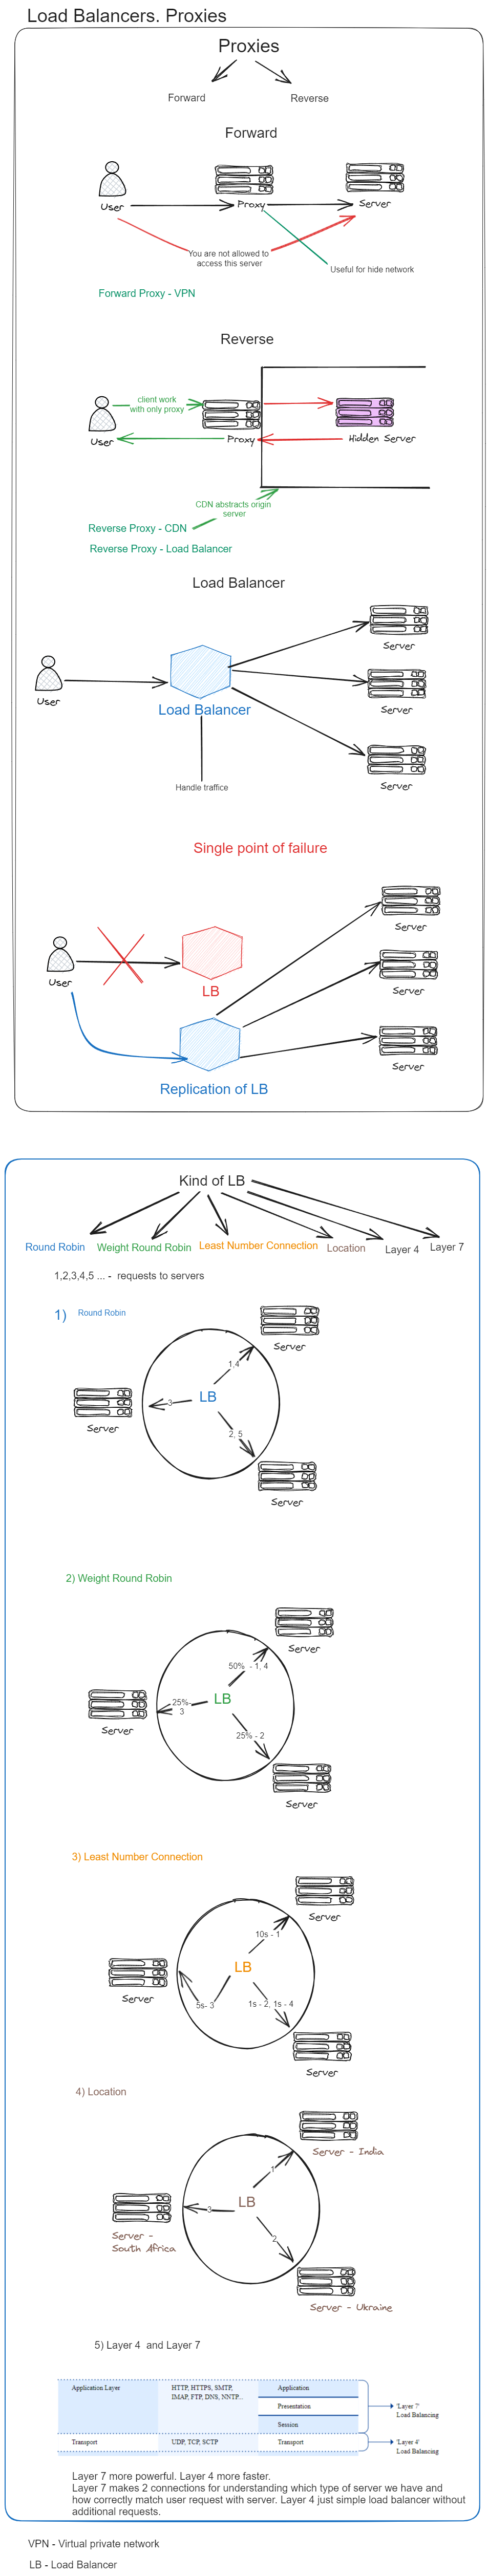 Load Balancers. Proxies
Proxies
Forward
Reverse
Forward
User
Proxy
Server
You are not allowed to
access this server
Useful for hide network
Forward Proxy - VPN
Reverse
client work
with only proxy
User
Proxy
Hidden Server
CDN abstracts origin
server
Reverse Proxy - CDN
Reverse Proxy - Load Balancer
Load Balancer
Server
User
Load Balancer
Server
Handle traffice
Server
Single point of failure
Server
User
LB
Server
Server
Replication of LB
Kind of LB
Round Robin
Weight Round Robin
Least Number Connection
Location
Layer 4
Layer 7
1,2,3,4,5 ... -  requests to servers
1)
Round Robin
Server
1,4
LB
3
Server
2, 5
Server
2) Weight Round Robin
Server
50%  - 1, 4
LB
25%-
3
Server
25% - 2
Server
3) Least Number Connection
Server
10s - 1
LB
Server
5s- 3
1s - 2, 1s - 4
Server
4) Location
Server - India
1
LB
3
Server -
South Africa
2
Server - Ukraine
5) Layer 4  and Layer 7
Application Layer
HTTP, HTTPS, SMTP,
IMAP, FTP, DNS, NNTP...
Application
Presentation
Session
'Layer 7'
Load Balancing
Transport
UDP, TCP, SCTP
Transport
'Layer 4'
Load Balancing
Layer 7 more powerful. Layer 4 more faster.
Layer 7 makes 2 connections for understanding which type of server we have and
how correctly match user request with server. Layer 4 just simple load balancer without
additional requests.
VPN - Virtual private network
LB - Load Balancer